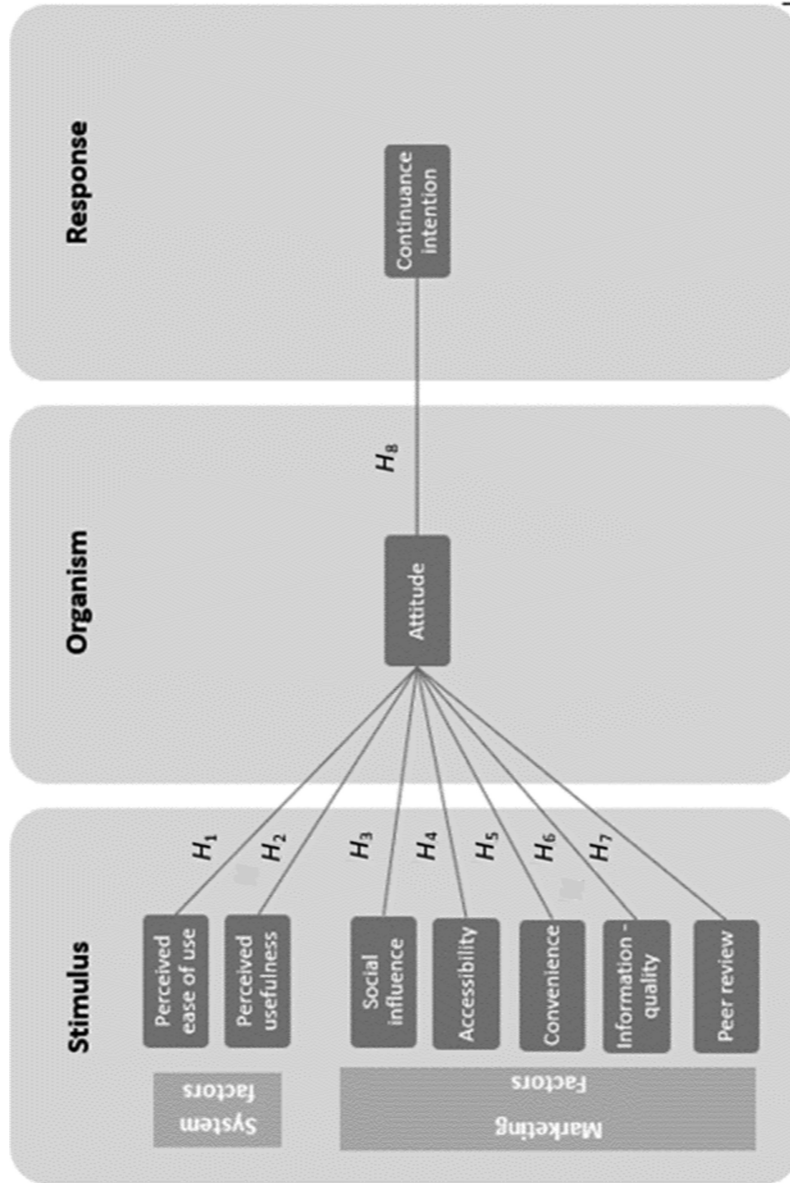 Stimulus
Organism
Response
System
factors
Marketing
Factors
Perceived
ease of use
Perceived
usefulness
Social
influence
Accessibility
Convenience
Information -
quality
Peer review
H₁
H₂
H₃
H₄
H₅
H₆
H₇
Attitude
H₈
Continuance
intention